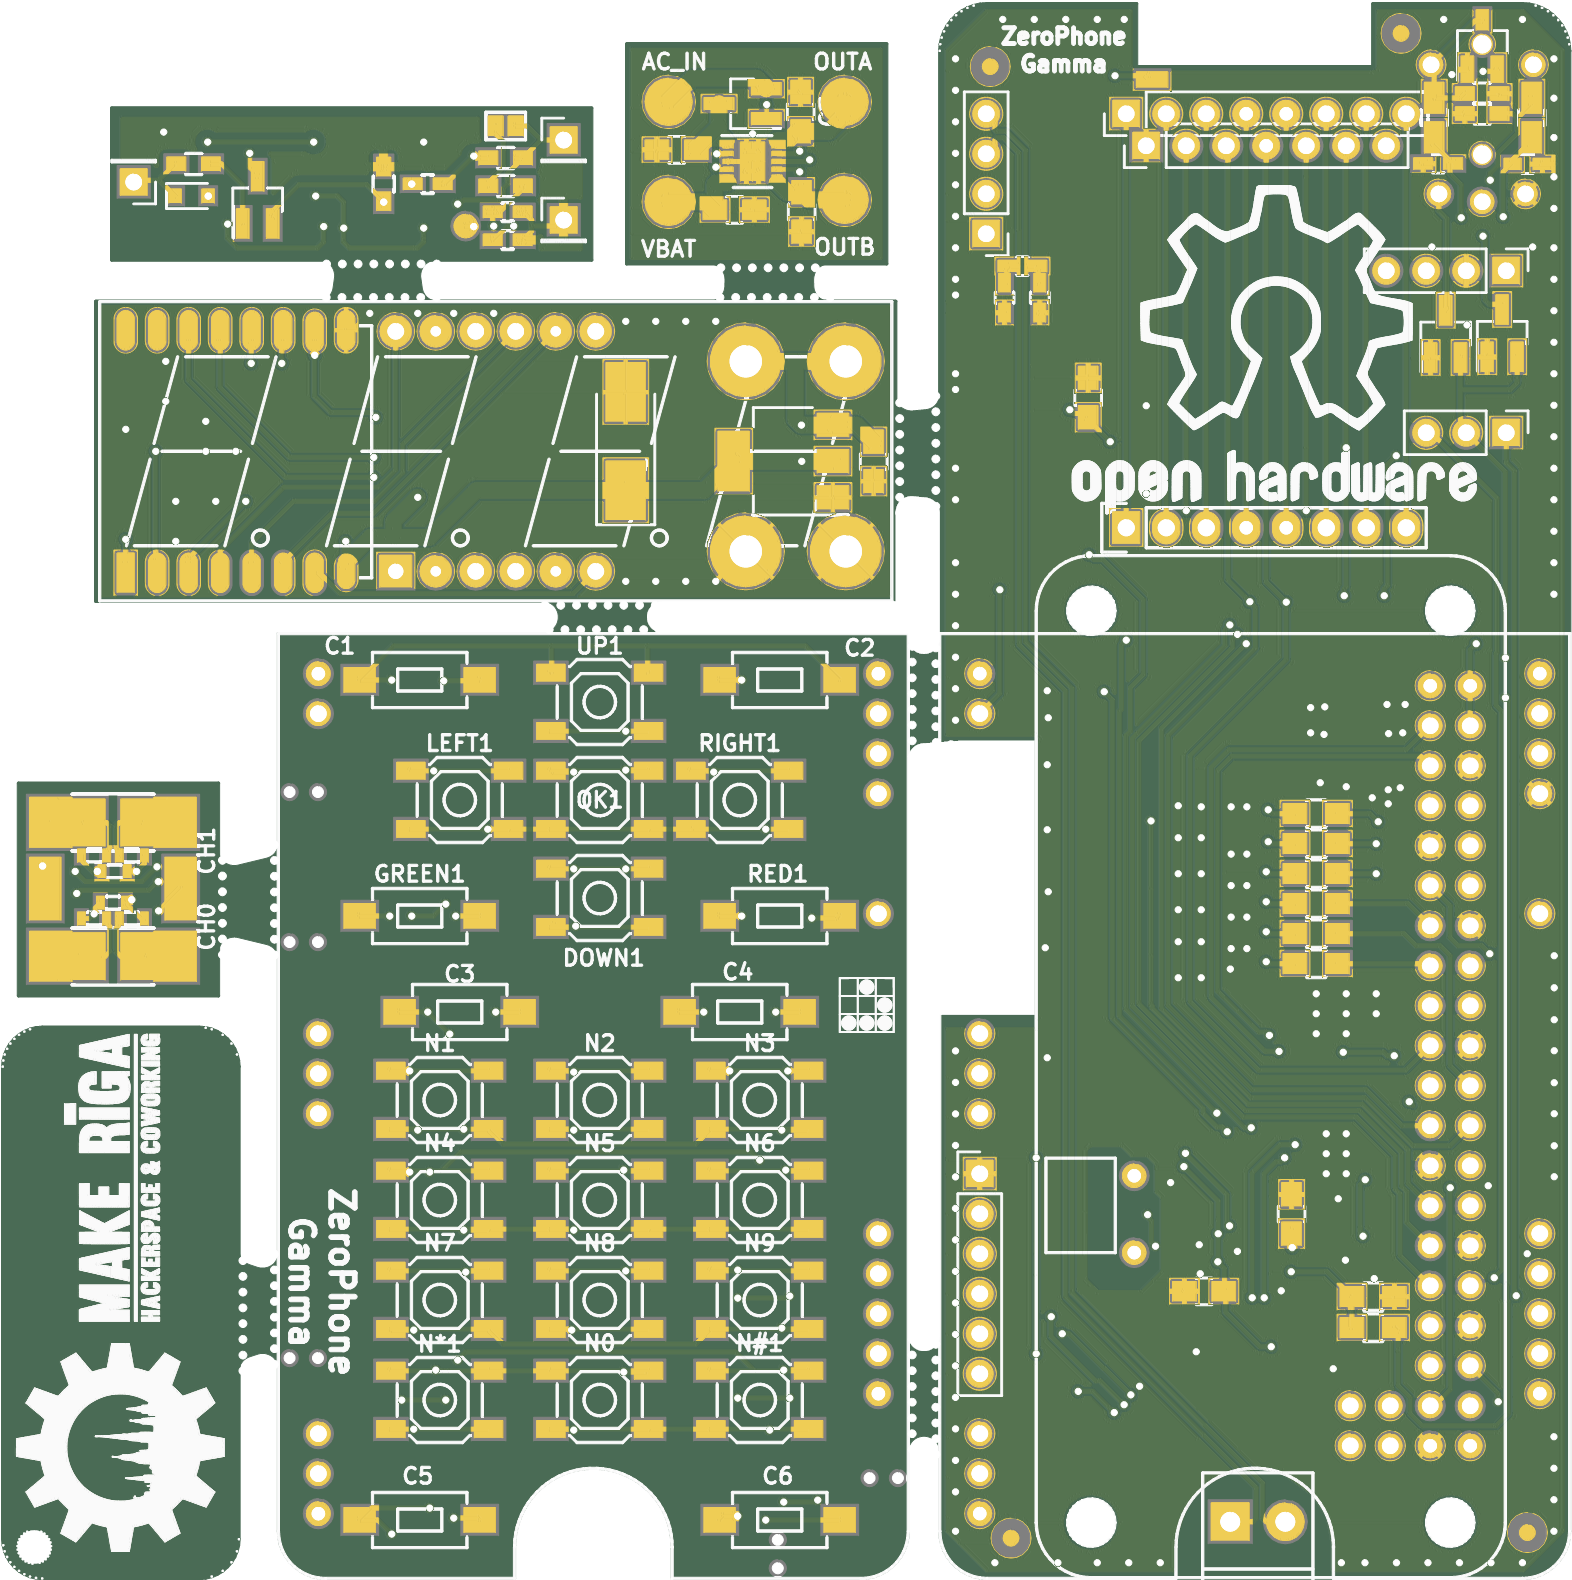 ZeroPhone
Gamma
AC_IN
OUTA
VBAT
OUTB
open hardware
C1
UP1
C2
LEFT1
RIGHT1
OK1
CH1
CH0
GREEN1
RED1
DOWN1
C3
C4
N1
N2
N3
N4
N5
N6
N7
N8
N9
N*1
N0
N#1
C5
C6
ZeroPhone
Gamma
MAKE RĪGA
HACKERSPACE & COWORKING